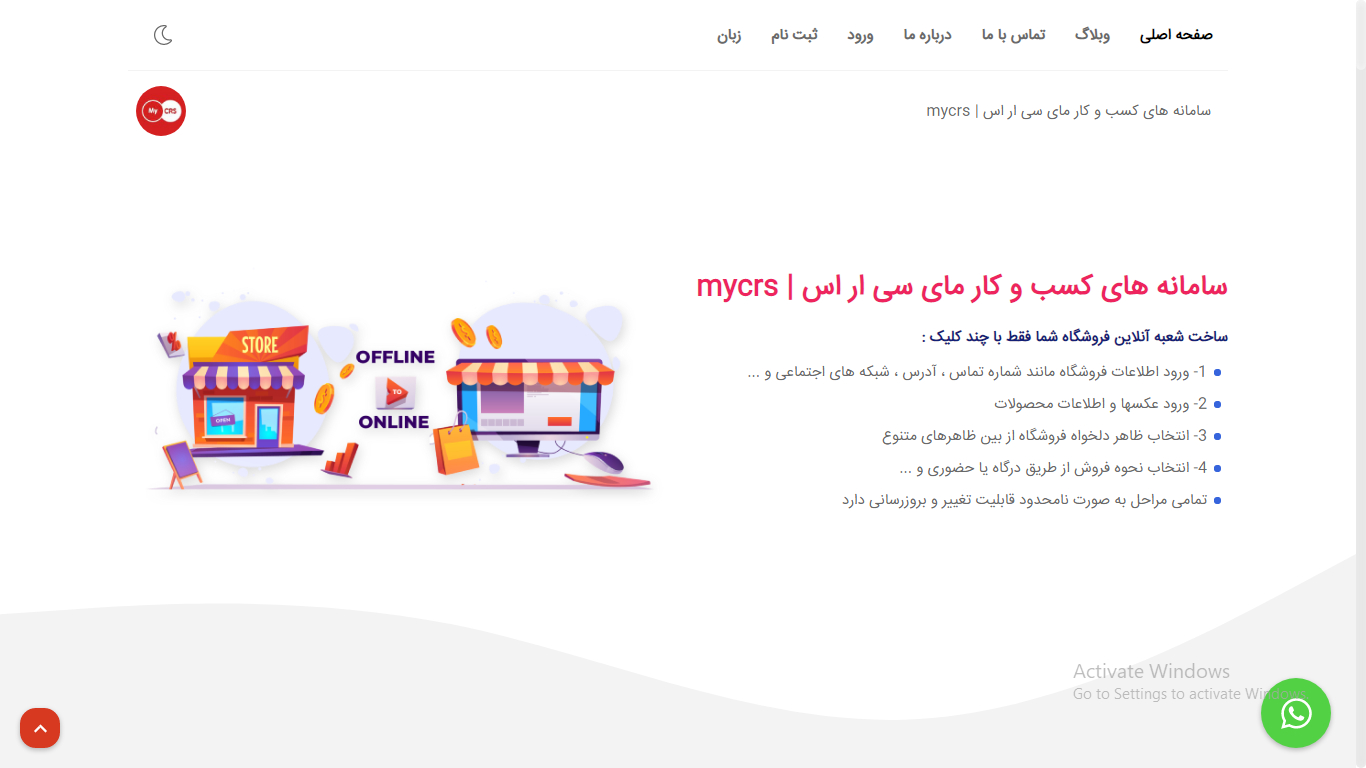 صفحه اصلی وبلاگ تماس با ما درباره ما ورود ثبت نام زبان
سامانه های کسب و کار مای سی ار اس | mycrs
My CRS
سامانه های کسب و کار مای سی ار اس | mycrs
ساخت شعبه آنلاین فروشگاه شما فقط با چند کلیک :
1- ورود اطلاعات فروشگاه مانند شماره تماس ، آدرس ، شبکه های اجتماعی و ...
2- ورود عکسها و اطلاعات محصولات
3- انتخاب ظاهر دلخواه فروشگاه از بین ظاهرهای متنوع
4- انتخاب نحوه فروش از طریق درگاه یا حضوری و ...
تمامی مراحل به صورت نامحدود قابلیت تغییر و بروزرسانی دارد
STORE
OPEN
%
OFFLINE
TO
ONLINE
Activate Windows
Go to Settings to activate Windows.